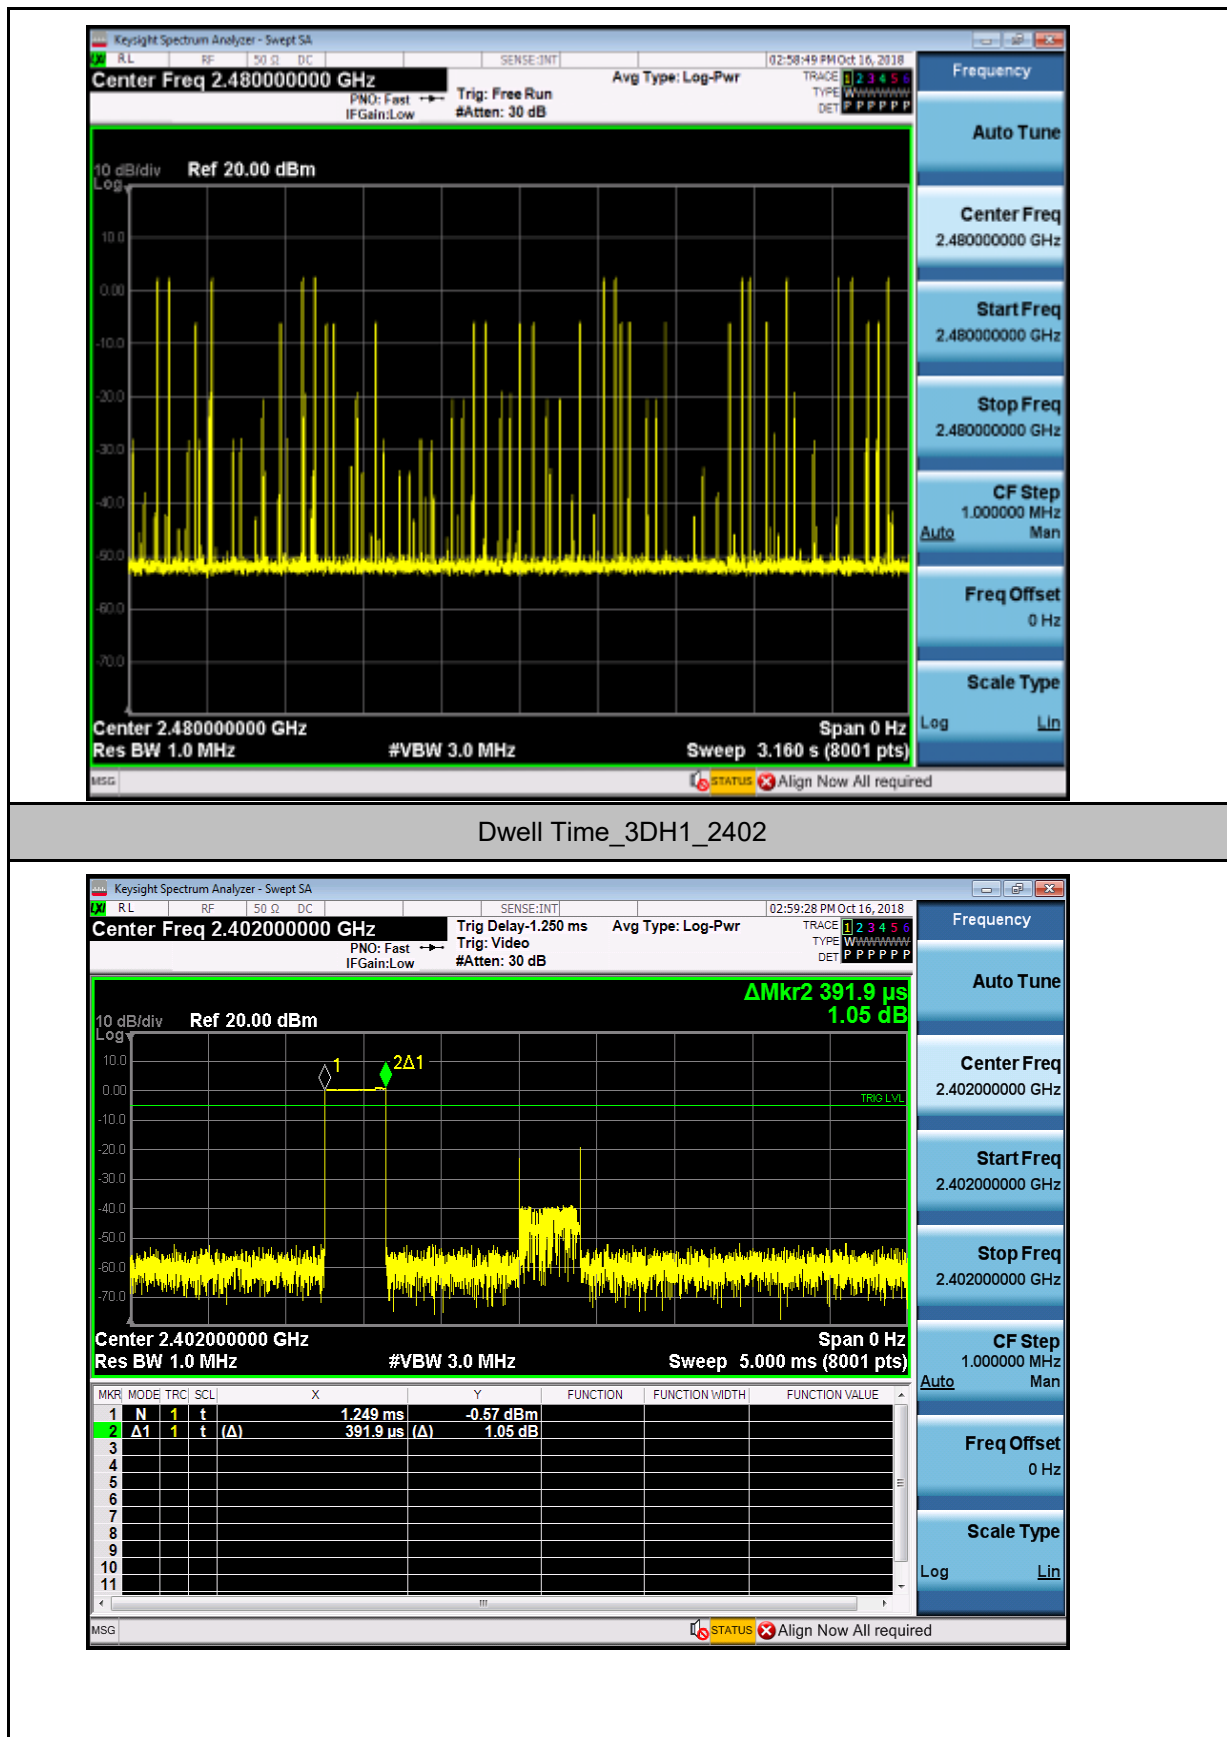 Keysight Spectrum Analyzer - Swept SA
LXI RL RF 50 Ω DC SENSE:INT 02:58:49 PM Oct 16, 2018
Center Freq 2.480000000 GHz
PNO: Fast
IFGain:Low
Trig: Free Run
#Atten: 30 dB
Avg Type: Log-Pwr
TRACE 1 2 3 4 5 6
TYPE WWWWWW
DET P P P P P P
10 dB/div Ref 20.00 dBm
Log
10.0
0.00
-10.0
-20.0
-30.0
-40.0
-50.0
-60.0
-70.0
Center 2.480000000 GHz Span 0 Hz
Res BW 1.0 MHz #VBW 3.0 MHz Sweep 3.160 s (8001 pts)
MSG STATUS Align Now All required
Frequency
Auto Tune
Center Freq
2.480000000 GHz
Start Freq
2.480000000 GHz
Stop Freq
2.480000000 GHz
CF Step
1.000000 MHz
Auto Man
Freq Offset
0 Hz
Scale Type
Log Lin
Dwell Time_3DH1_2402
Keysight Spectrum Analyzer - Swept SA
LXI RL RF 50 Ω DC SENSE:INT 02:59:28 PM Oct 16, 2018
Center Freq 2.402000000 GHz
PNO: Fast
IFGain:Low
Trig Delay-1.250 ms
Trig: Video
#Atten: 30 dB
Avg Type: Log-Pwr
TRACE 1 2 3 4 5 6
TYPE WWWWWW
DET P P P P P P
ΔMkr2 391.9 µs
1.05 dB
10 dB/div Ref 20.00 dBm
Log
10.0
0.00
-10.0
-20.0
-30.0
-40.0
-50.0
-60.0
-70.0
1
2Δ1
TRIG LVL
Center 2.402000000 GHz Span 0 Hz
Res BW 1.0 MHz #VBW 3.0 MHz Sweep 5.000 ms (8001 pts)
MKR MODE TRC SCL X Y FUNCTION FUNCTION WIDTH FUNCTION VALUE
1 N 1 t 1.249 ms -0.57 dBm
2 Δ1 1 t (Δ) 391.9 µs (Δ) 1.05 dB
3
4
5
6
7
8
9
10
11
MSG STATUS Align Now All required
Frequency
Auto Tune
Center Freq
2.402000000 GHz
Start Freq
2.402000000 GHz
Stop Freq
2.402000000 GHz
CF Step
1.000000 MHz
Auto Man
Freq Offset
0 Hz
Scale Type
Log Lin